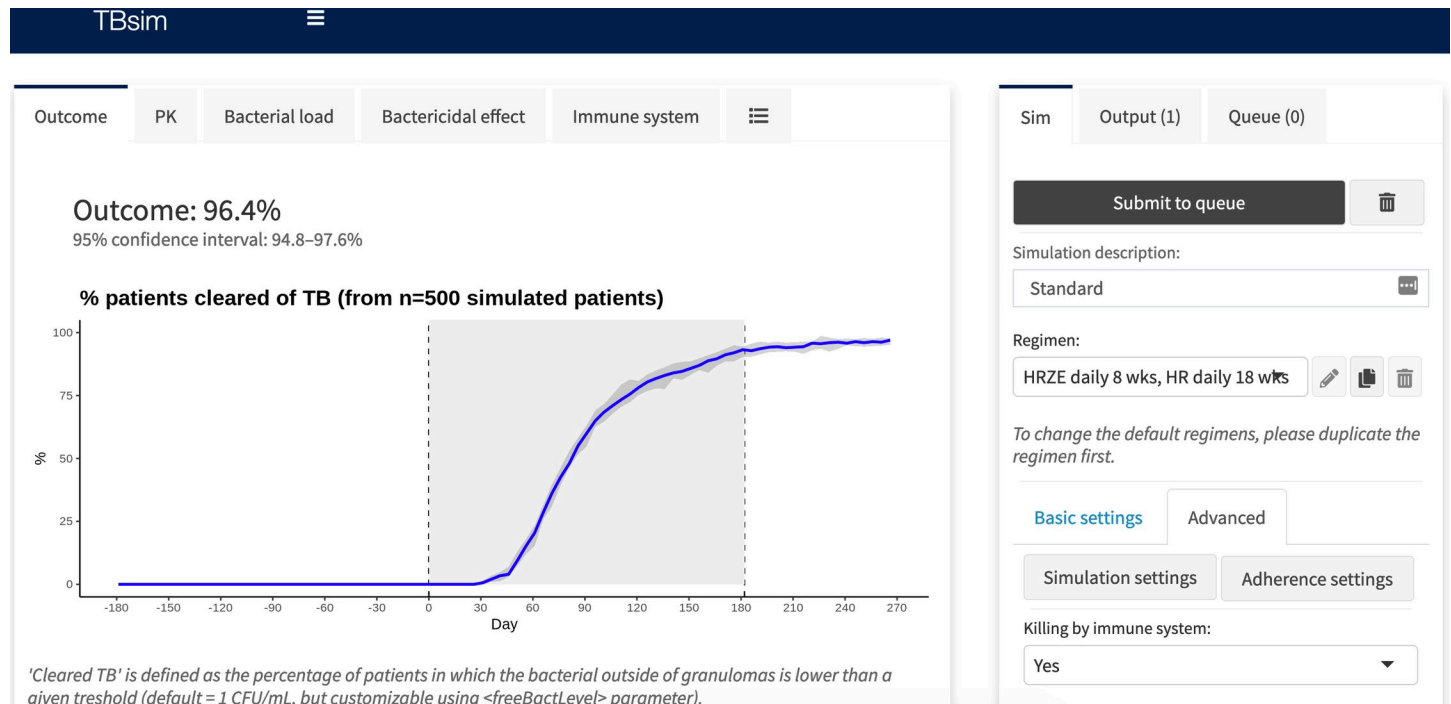 TBsim
Outcome
PK
Bacterial load
Bactericidal effect
Immune system
Outcome: 96.4%
95% confidence interval: 94.8–97.6%
% patients cleared of TB (from n=500 simulated patients)
100
75
50
25
0
%
-180 -150 -120 -90 -60 -30 0 30 60 90 120 150 180 210 240 270
Day
'Cleared TB' is defined as the percentage of patients in which the bacterial outside of granulomas is lower than a
given treshold (default = 1 CFU/mL, but customizable using <freeBactLevel> parameter).
Sim
Output (1)
Queue (0)
Submit to queue
Simulation description:
Standard
Regimen:
HRZE daily 8 wks, HR daily 18 wks
To change the default regimens, please duplicate the
regimen first.
Basic settings
Advanced
Simulation settings
Adherence settings
Killing by immune system:
Yes